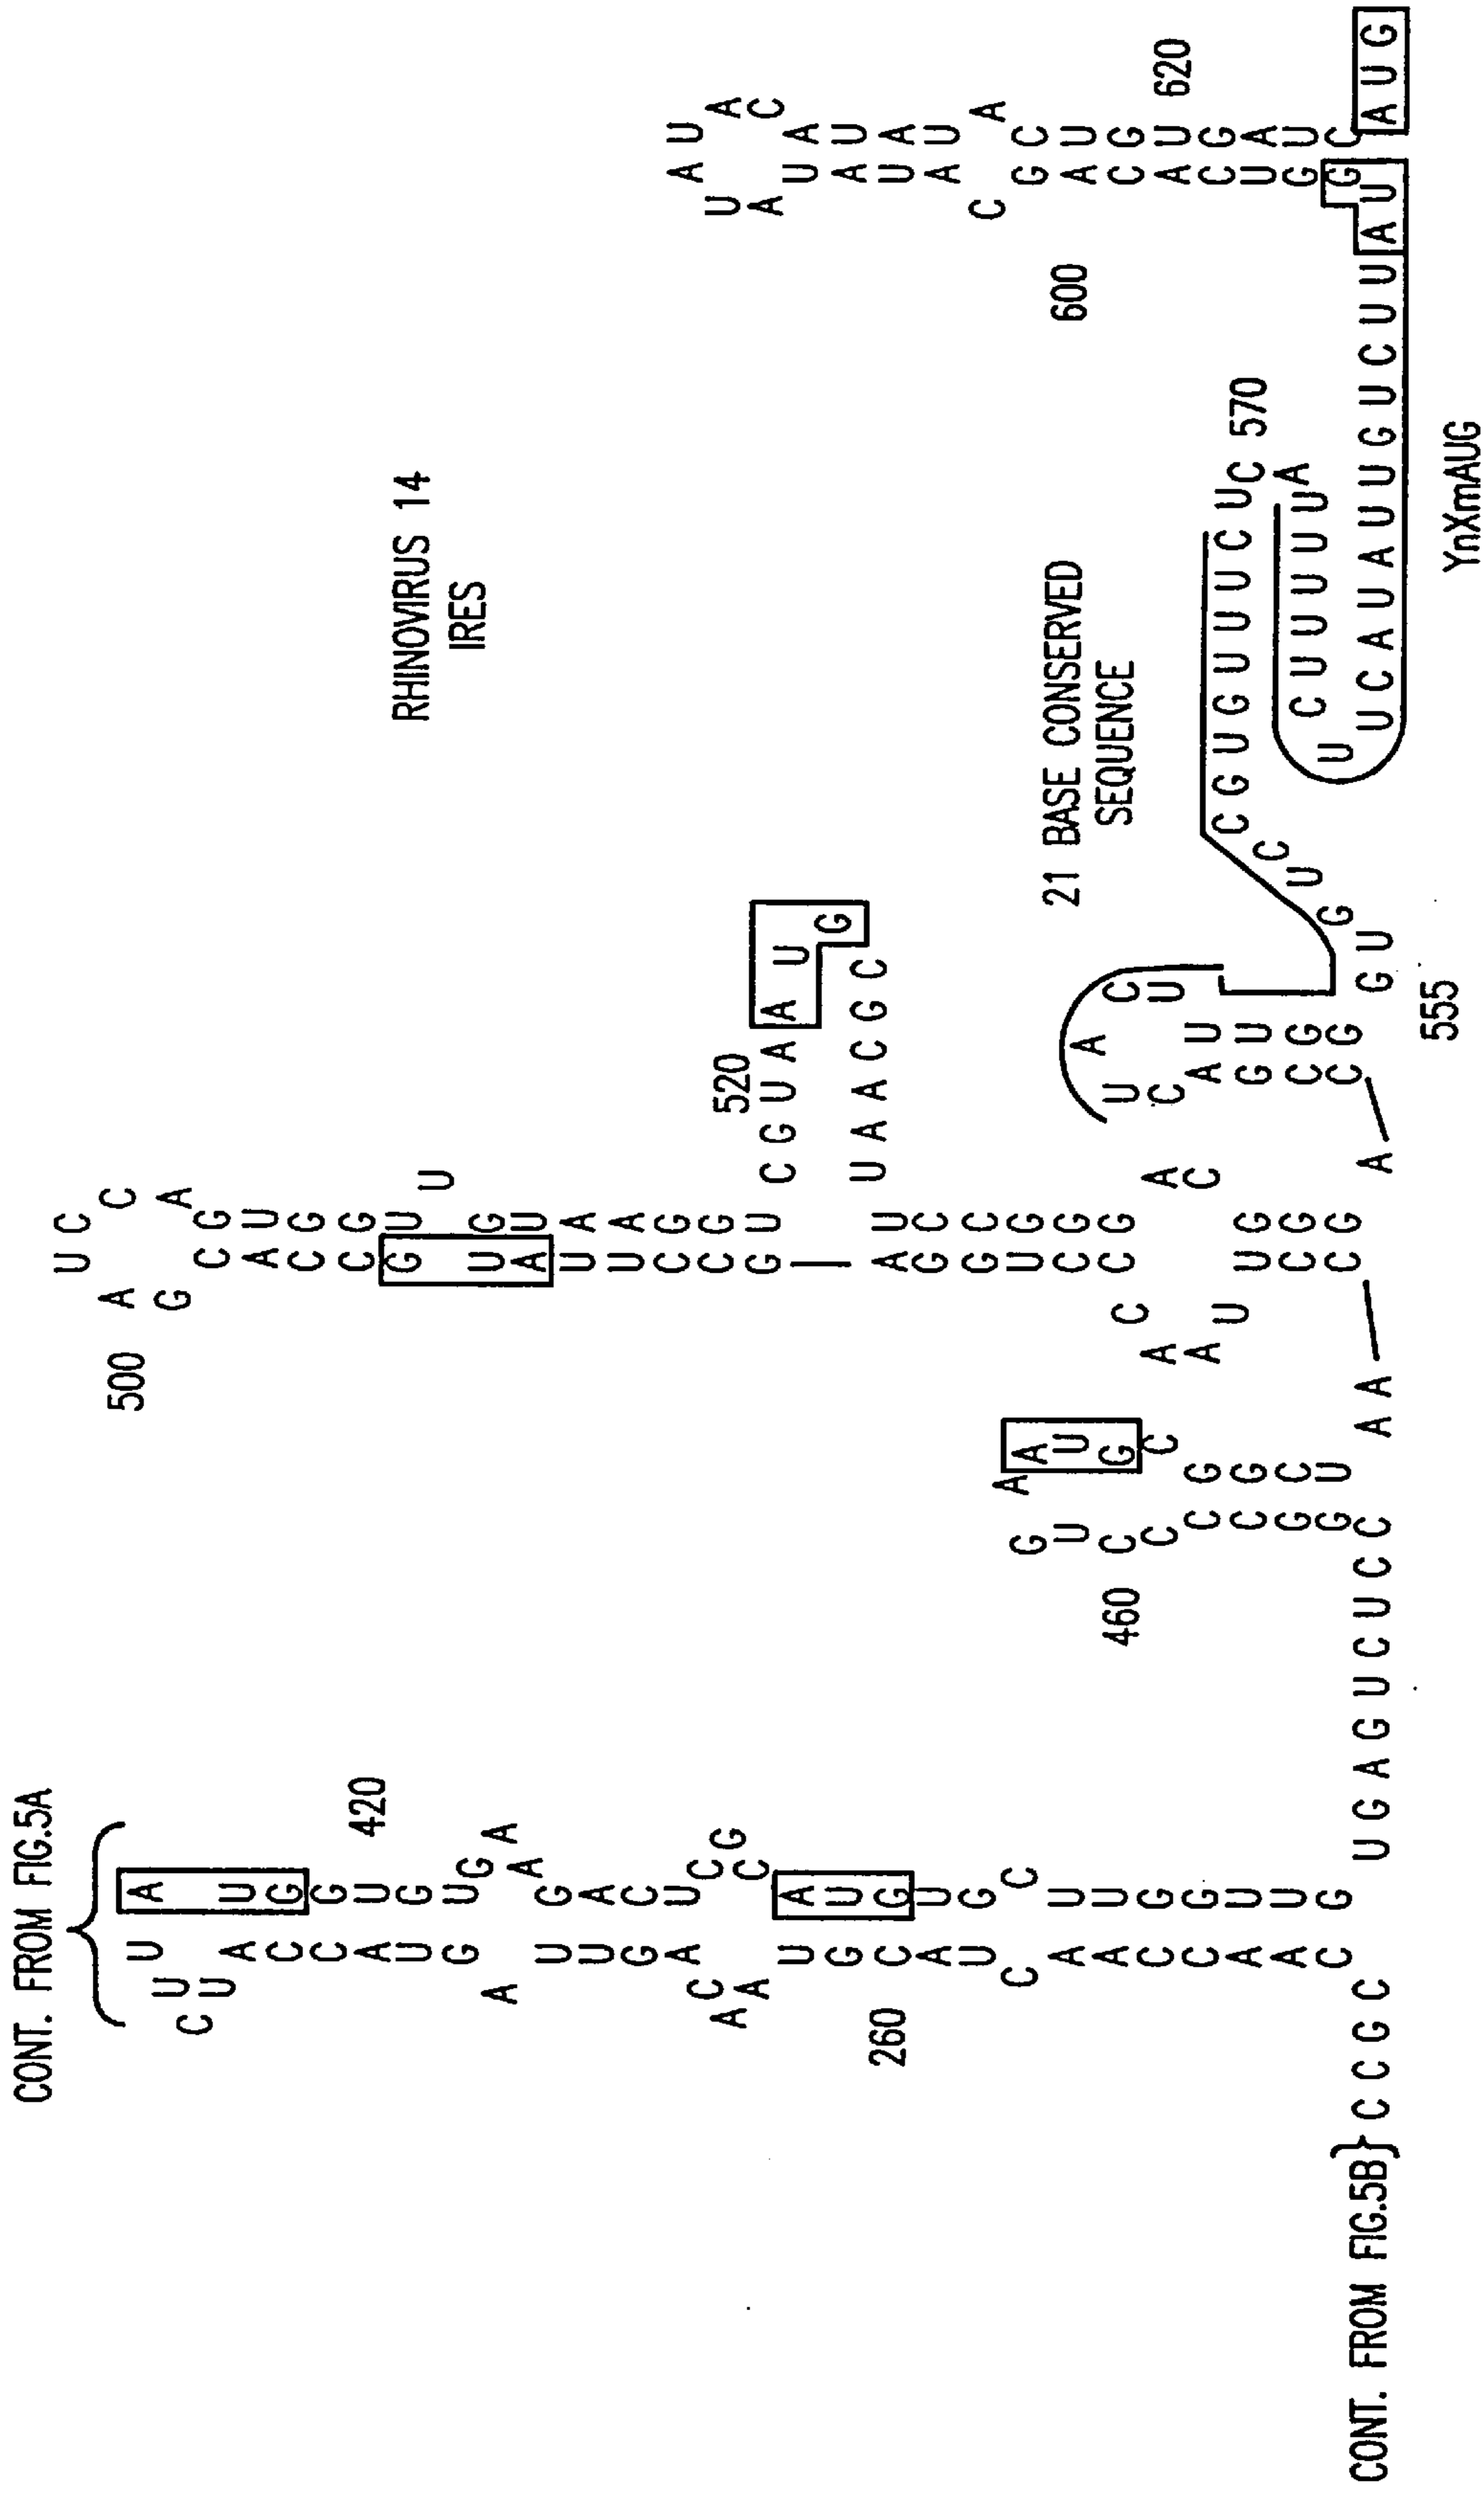 CONT. FROM FIG.5A
RHINOVIRUS 14
IRES
CONT. FROM FIG.5B
C C G C
C A A C C A A C U A C G U
260
A A C A G U U A G U A C C A U C U U
A U G G U G U G A A G A C U C G C A U G U G C U U G G U U G
420
U G A G U C U C C
G G C C C C U G A A U G C G G C U
460
A A
C C U U A A C C C U G G A G C C U U A U G C C A C G A U
500
C C A G U G G U U G U A A G G U
C G U A A U G
520
C G C A A U
U C C G G G A C G G G
A
C C G A C U A C U U U G G
G U G U C C G U G U U U C U C
21 BASE CONSERVED
SEQUENCE
555
570
A U U U U U C U
U C A U A U U G U C U U A U
G G U C A C A G C A U A U A U A
600
U A C A U A U A C U G U G A U C
620
A U G
YnXmAUG